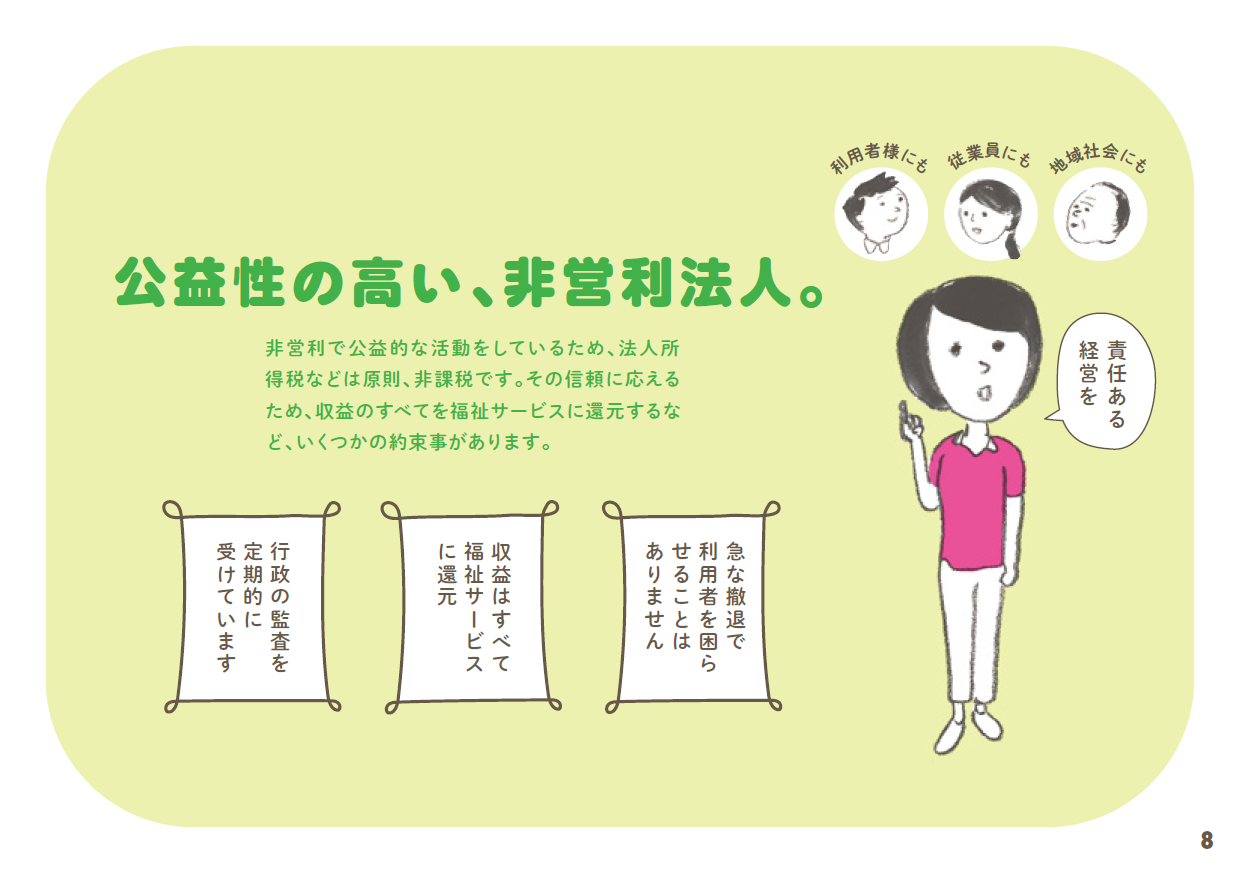 公益性の高い、非営利法人。
非営利で公益的な活動をしているため、法人所
得税などは原則、非課税です。その信頼に応える
ため、収益のすべてを福祉サービスに還元するな
ど、いくつかの約束事があります。
利用者様にも
従業員にも
地域社会にも
責任ある
経営を
急な撤退で
利用者を困ら
せることは
ありません
収益はすべて
福祉サービス
に還元
行政の監査を
定期的に
受けています
8